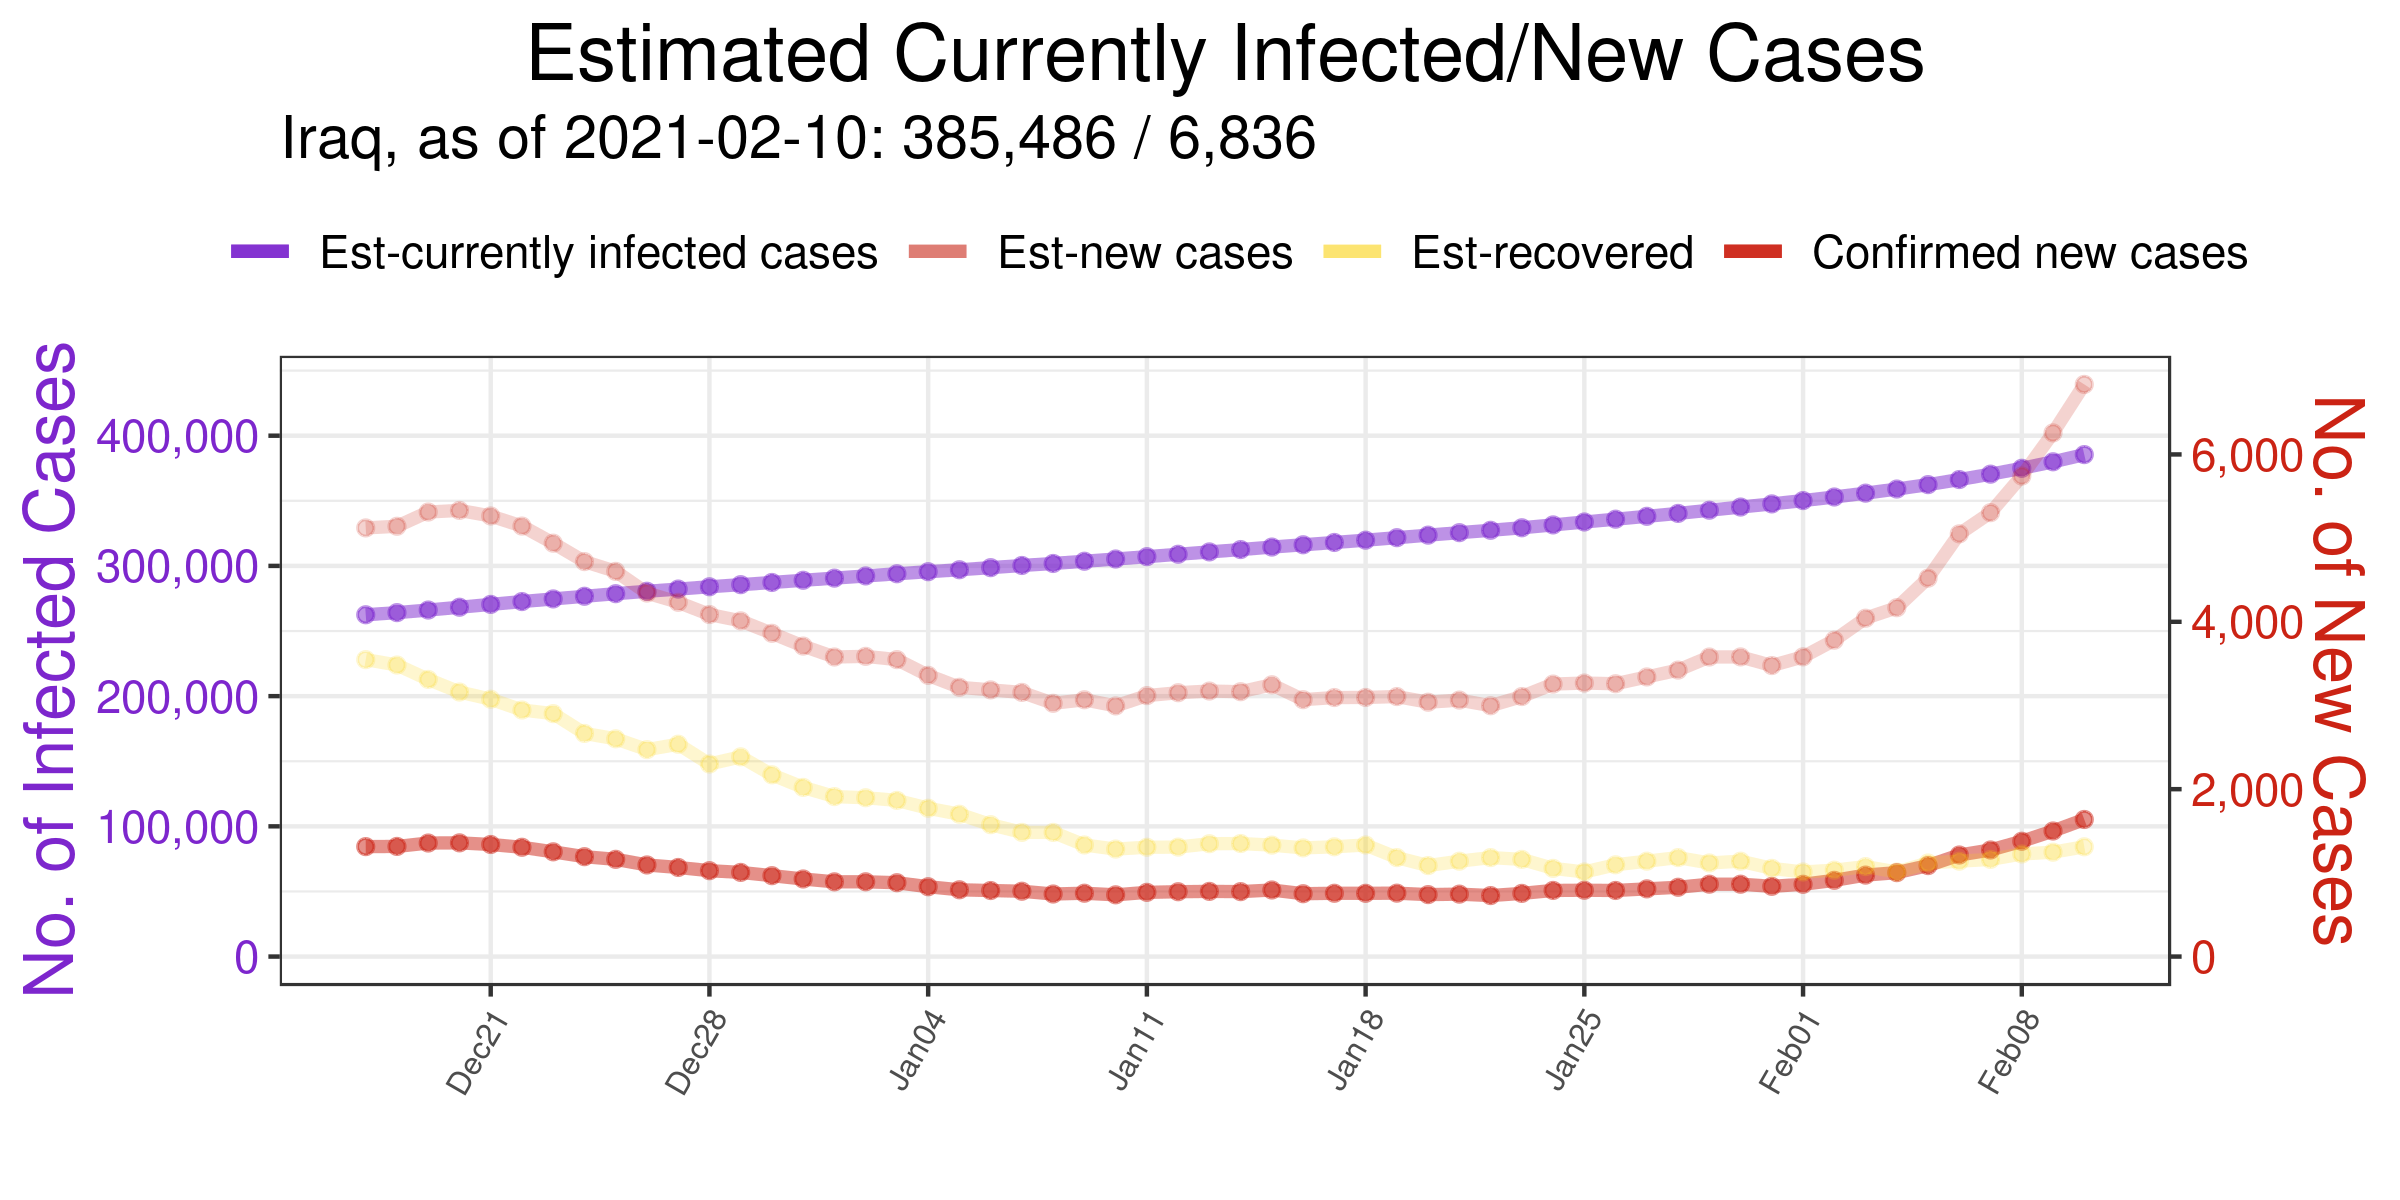 Estimated Currently Infected/New Cases
Iraq, as of 2021-02-10: 385,486 / 6,836
Est-currently infected cases Est-new cases Est-recovered Confirmed new cases
No. of Infected Cases
400,000
300,000
200,000
100,000
0
6,000
4,000
2,000
0
No. of New Cases
Dec21 Dec28 Jan04 Jan11 Jan18 Jan25 Feb01 Feb08